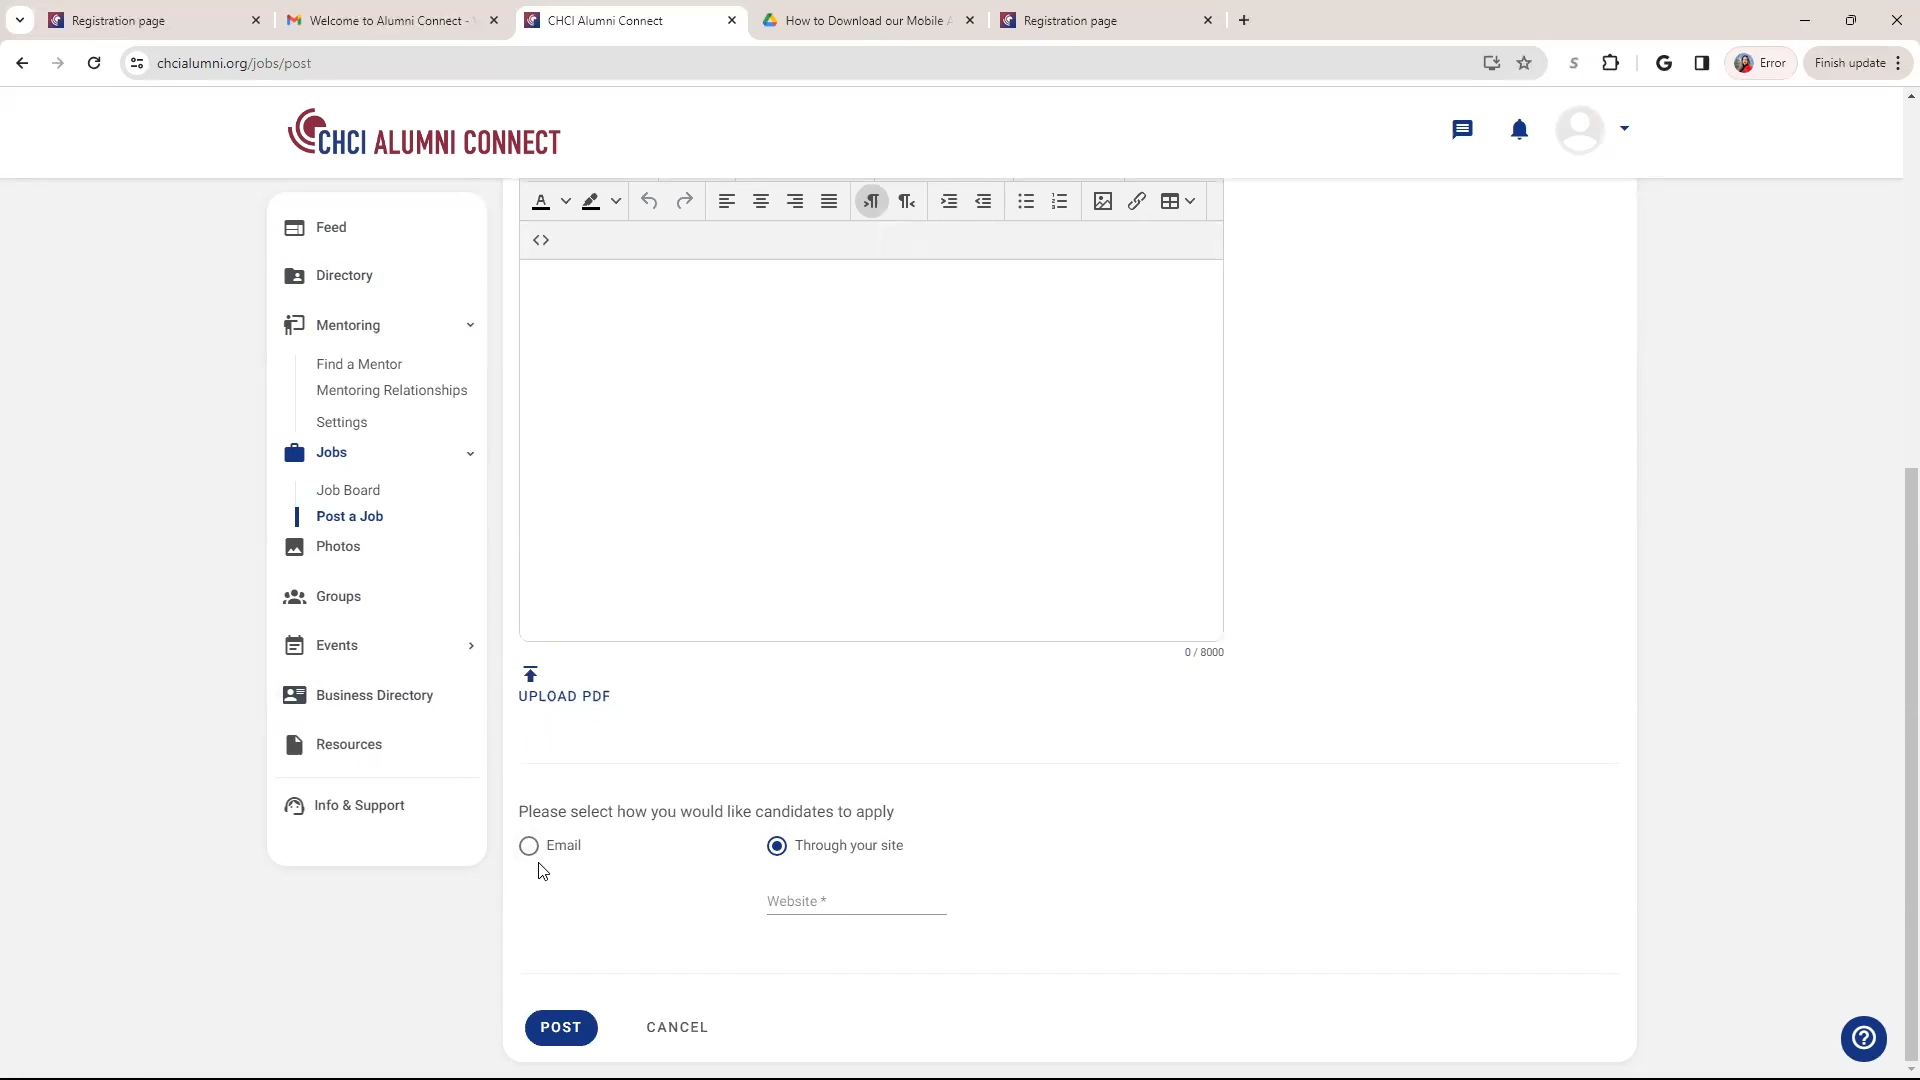 Registration page
Welcome to Alumni Connect -
CHCI Alumni Connect
How to Download our Mobile A
Registration page
chcialumni.org/jobs/post
Error
Finish update
CHCI ALUMNI CONNECT
Feed
Directory
Mentoring
Find a Mentor
Mentoring Relationships
Settings
Jobs
Job Board
Post a Job
Photos
Groups
Events
Business Directory
Resources
Info & Support
0 / 8000
UPLOAD PDF
Please select how you would like candidates to apply
Email Through your site
Website *
POST CANCEL